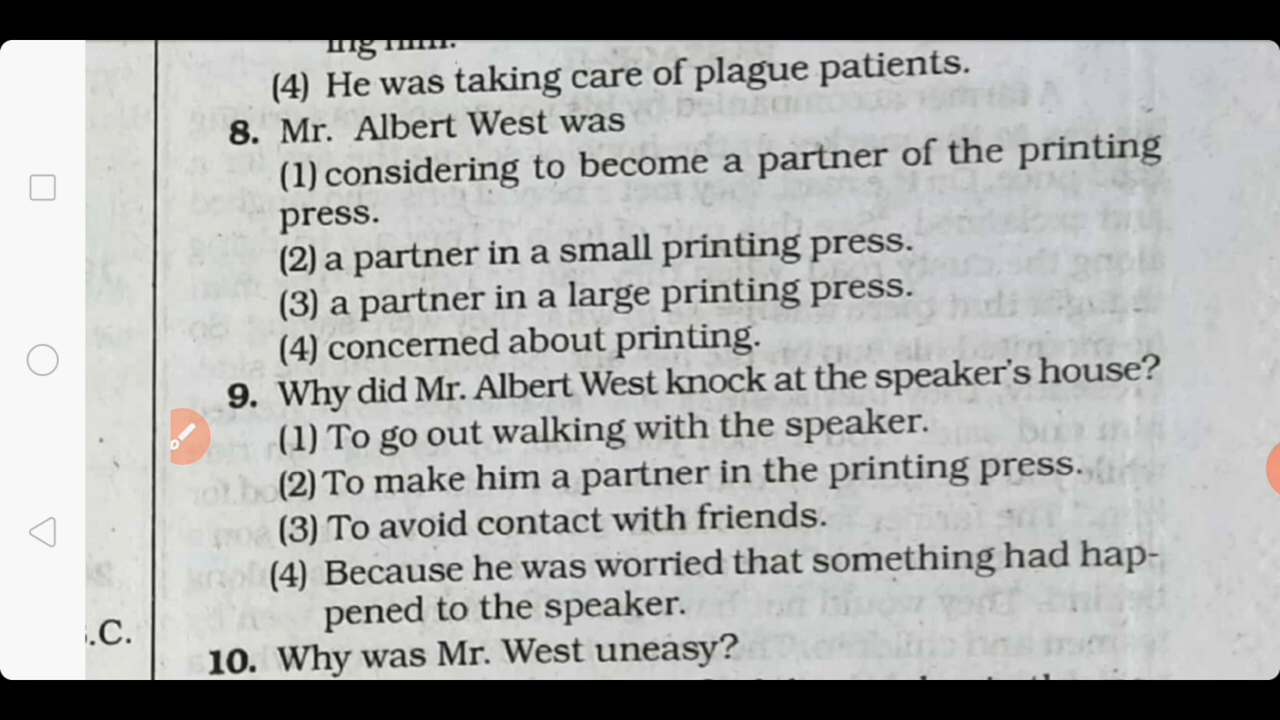 ing him.
(4) He was taking care of plague patients.
8. Mr. Albert West was
(1) considering to become a partner of the printing
press.
(2) a partner in a small printing press.
(3) a partner in a large printing press.
(4) concerned about printing.
9. Why did Mr. Albert West knock at the speaker's house?
(1) To go out walking with the speaker.
(2) To make him a partner in the printing press.
(3) To avoid contact with friends.
(4) Because he was worried that something had hap-
pened to the speaker.
.C.
10. Why was Mr. West uneasy?